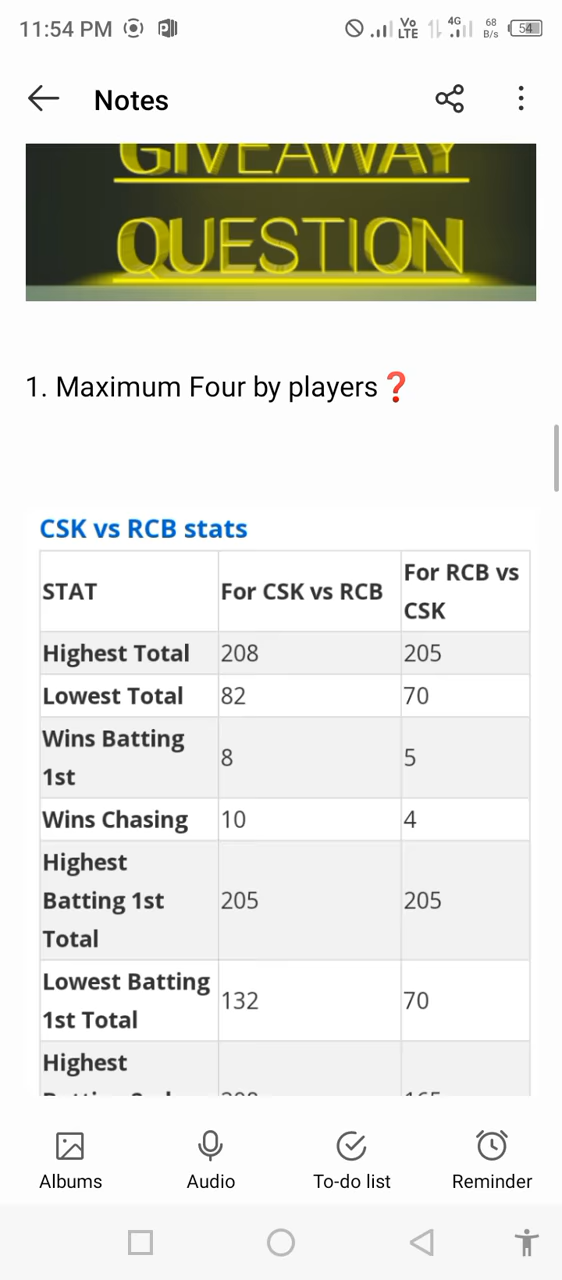 11:54 PM
Vo LTE 4G 68 B/s 54
Notes
GIVEAWAY
QUESTION
1. Maximum Four by players❓
CSK vs RCB stats
STAT For CSK vs RCB For RCB vs CSK
Highest Total 208 205
Lowest Total 82 70
Wins Batting 1st 8 5
Wins Chasing 10 4
Highest Batting 1st Total 205 205
Lowest Batting 1st Total 132 70
Highest
Albums Audio To-do list Reminder